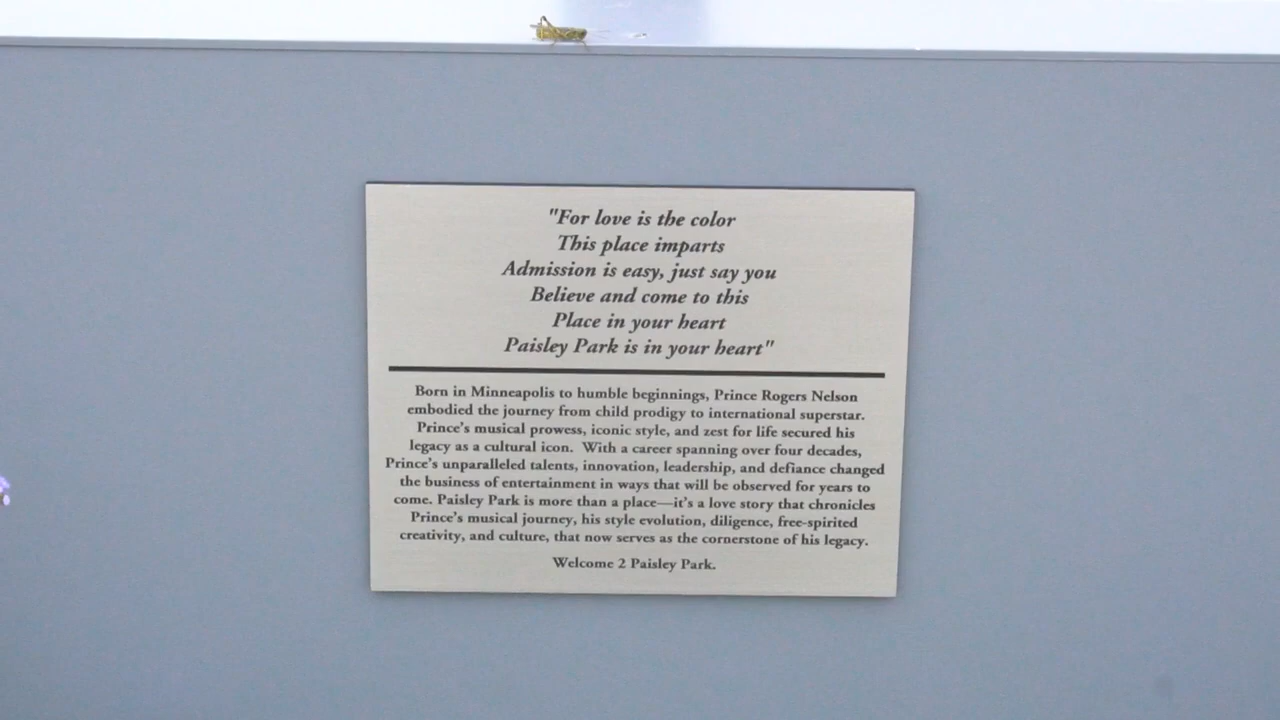 "For love is the color
This place imparts
Admission is easy, just say you
Believe and come to this
Place in your heart
Paisley Park is in your heart"
Born in Minneapolis to humble beginnings, Prince Rogers Nelson
embodied the journey from child prodigy to international superstar.
Prince's musical prowess, iconic style, and zest for life secured his
legacy as a cultural icon.  With a career spanning over four decades,
Prince's unparalleled talents, innovation, leadership, and defiance changed
the business of entertainment in ways that will be observed for years to
come. Paisley Park is more than a place—it's a love story that chronicles
Prince's musical journey, his style evolution, diligence, free-spirited
creativity, and culture, that now serves as the cornerstone of his legacy.
Welcome 2 Paisley Park.